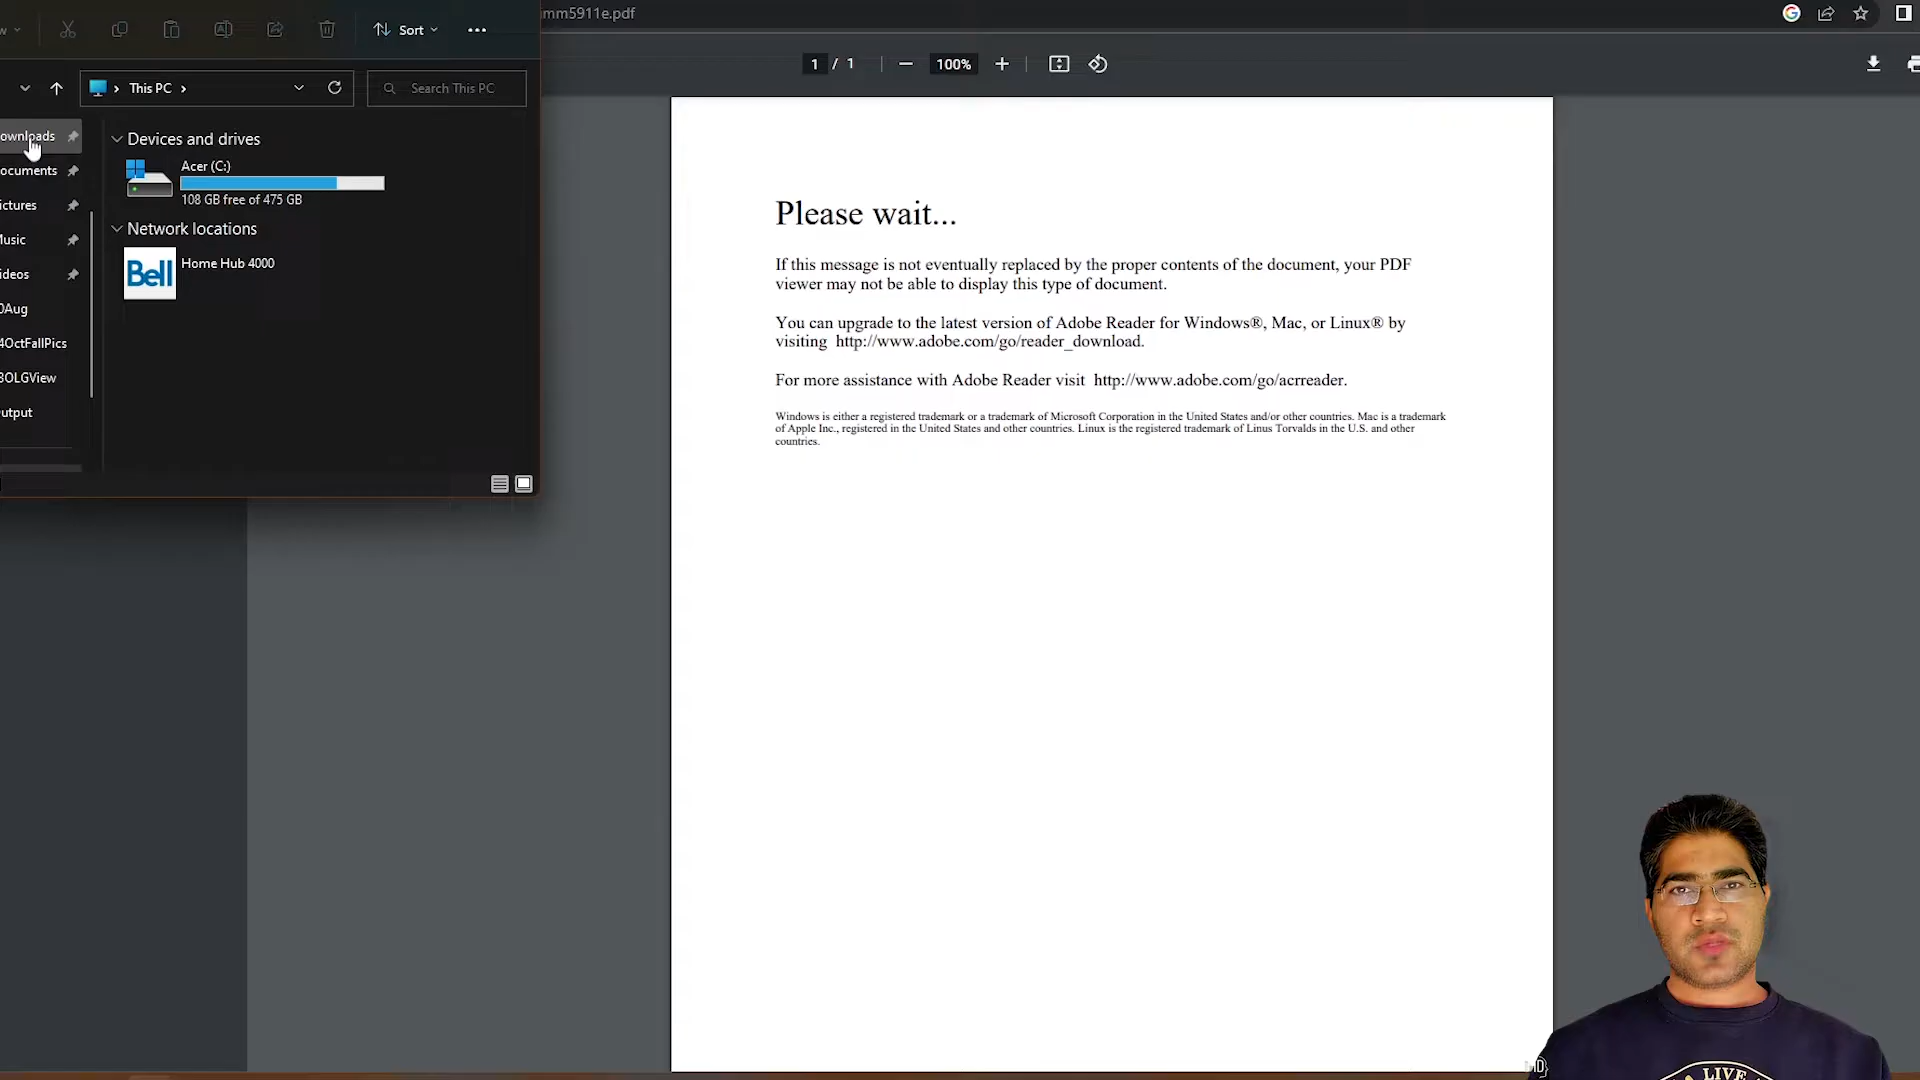 mm5911e.pdf
Sort
1 / 1
100%
This PC
Search This PC
ownloads
ocuments
ictures
usic
ideos
0Aug
4OctFallPics
BOLGView
utput
Devices and drives
Acer (C:)
108 GB free of 475 GB
Network locations
Bell
Home Hub 4000
Please wait...
If this message is not eventually replaced by the proper contents of the document, your PDF
viewer may not be able to display this type of document.
You can upgrade to the latest version of Adobe Reader for Windows®, Mac, or Linux® by
visiting http://www.adobe.com/go/reader_download.
For more assistance with Adobe Reader visit http://www.adobe.com/go/acrreader.
Windows is either a registered trademark or a trademark of Microsoft Corporation in the United States and/or other countries. Mac is a trademark
of Apple Inc., registered in the United States and other countries. Linux is the registered trademark of Linus Torvalds in the U.S. and other
countries.
LIVE